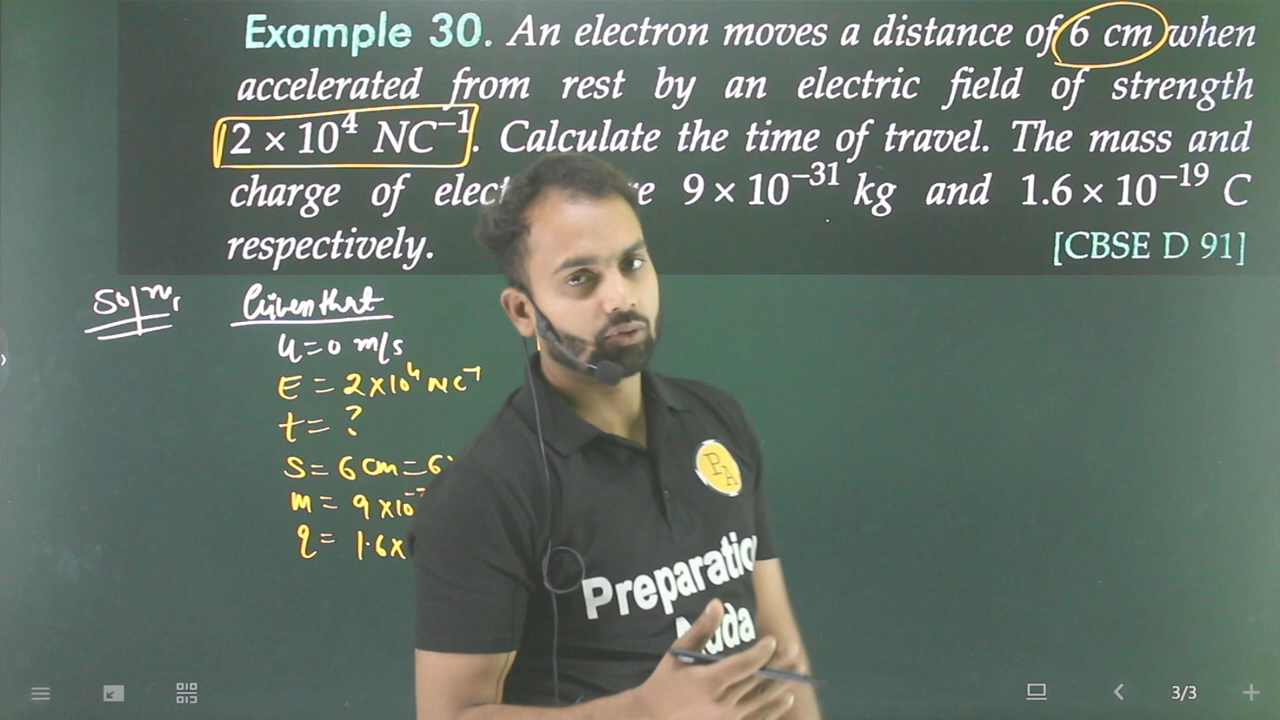 Example 30. An electron moves a distance of 6 cm when
accelerated from rest by an electric field of strength
2 × 10⁴ NC⁻¹. Calculate the time of travel. The mass and
charge of elect re 9 × 10⁻³¹ kg and 1.6 × 10⁻¹⁹ C
respectively. [CBSE D 91]
Soln, Given that
u = 0 m/s
E = 2×10⁴ NC⁻¹
t = ?
S = 6 cm = 6
m = 9 ×10
q = 1.6×
PA
Preparatio
3/3